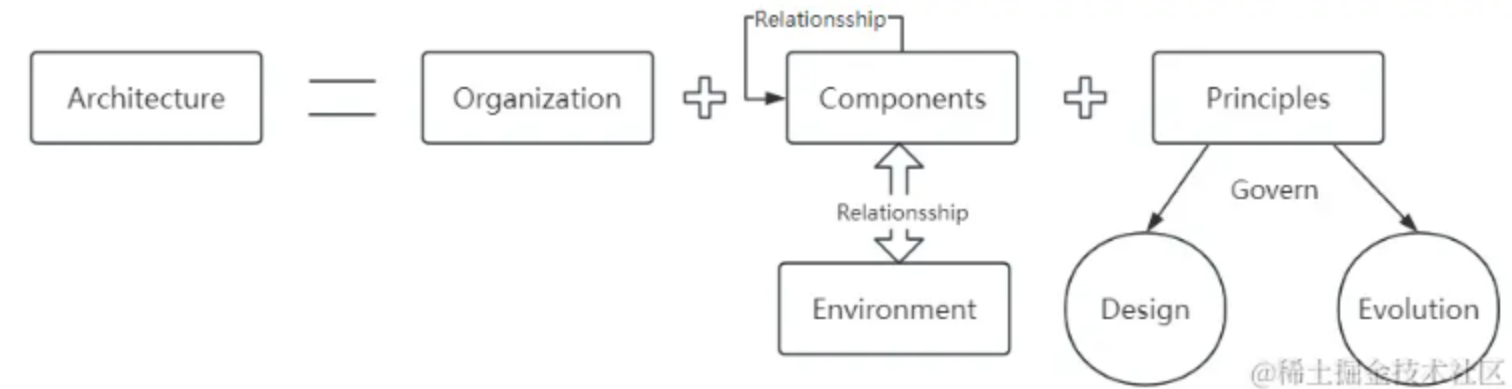 Relationsship
Architecture
Organization
Components
Principles
Govern
Relationsship
Environment
Design
Evolution
@稀土掘金技术社区